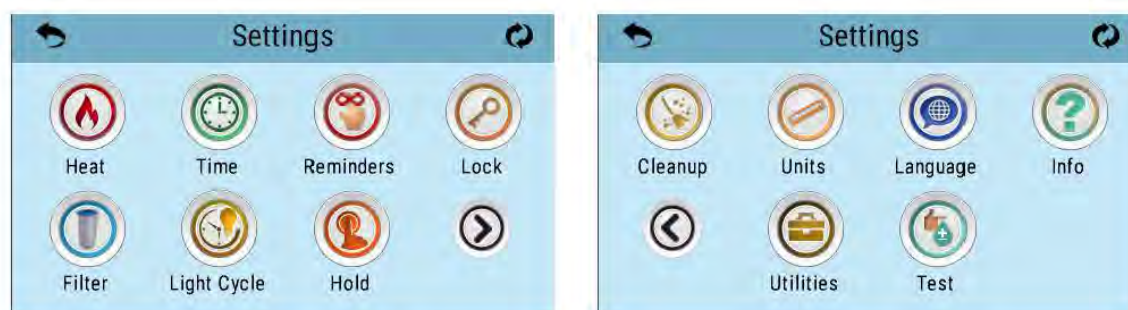 Settings
Heat Time Reminders Lock
Filter Light Cycle Hold
Settings
Cleanup Units Language Info
Utilities Test